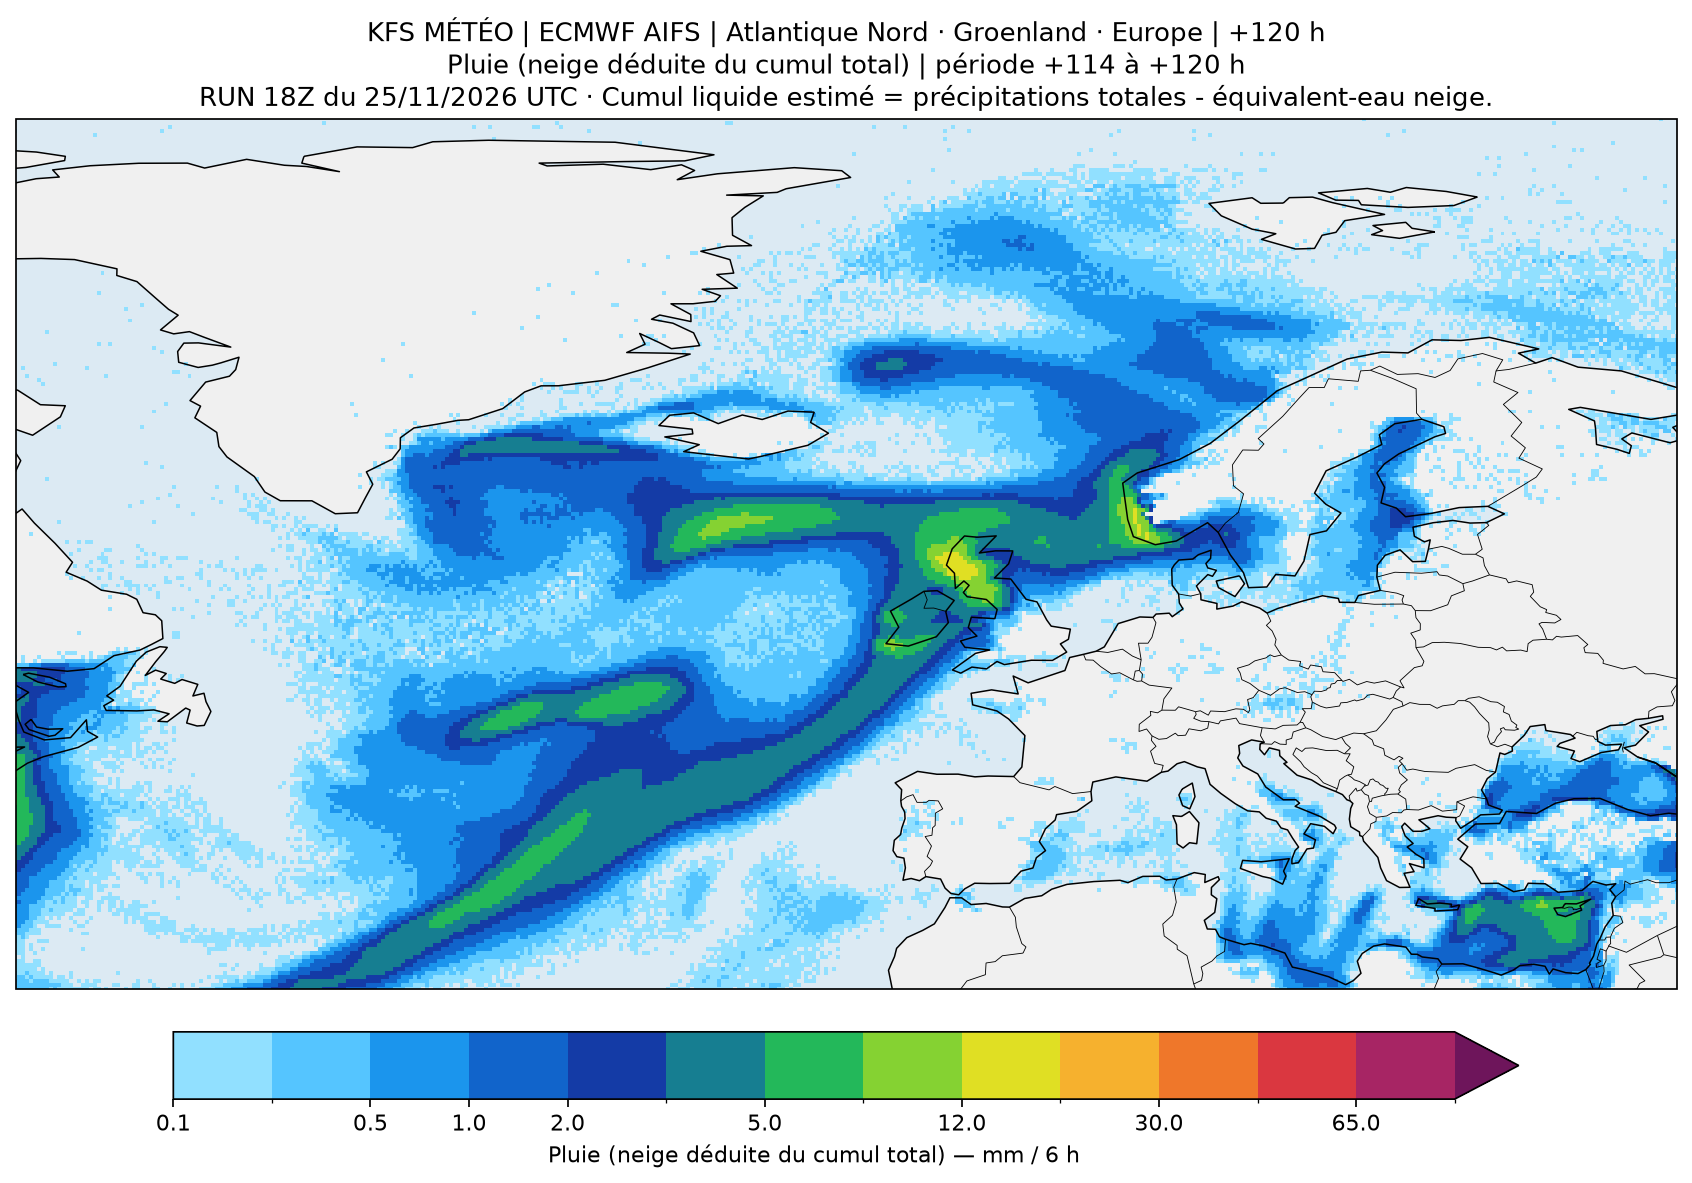 KFS MÉTÉO | ECMWF AIFS | Atlantique Nord · Groenland · Europe | +120 h
Pluie (neige déduite du cumul total) | période +114 à +120 h
RUN 18Z du 25/11/2026 UTC · Cumul liquide estimé = précipitations totales - équivalent-eau neige.
0.1 0.5 1.0 2.0 5.0 12.0 30.0 65.0
Pluie (neige déduite du cumul total) — mm / 6 h